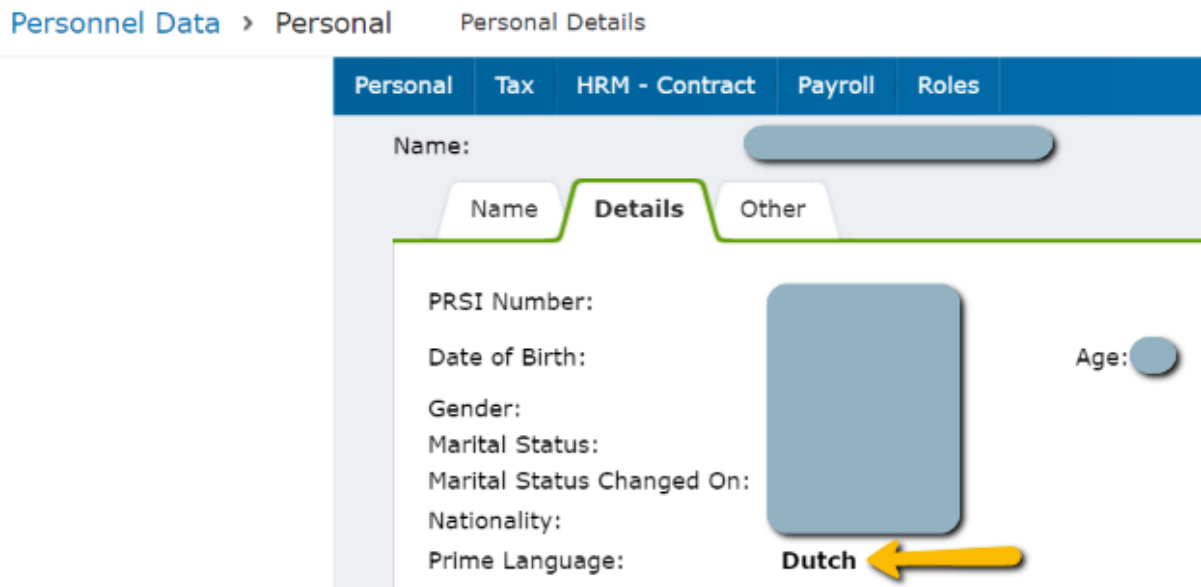 Personnel Data > Personal Personal Details
Personal Tax HRM - Contract Payroll Roles
Name:
Name Details Other
PRSI Number:
Date of Birth: Age:
Gender:
Marital Status:
Marital Status Changed On:
Nationality:
Prime Language: Dutch